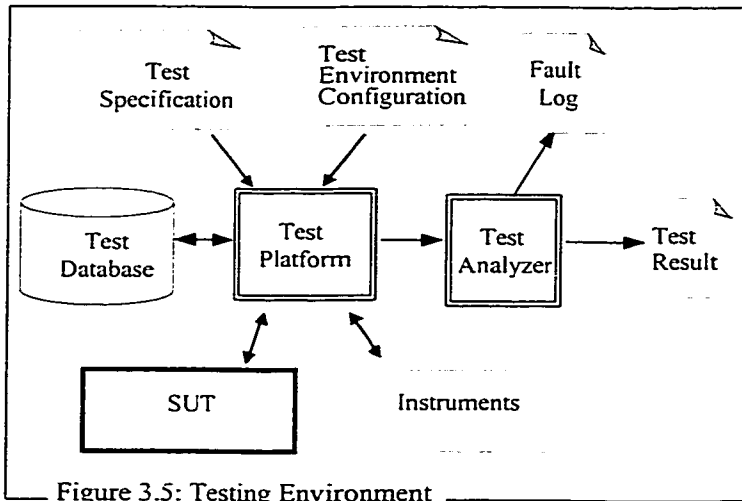 Test
Specification
Test
Environment
Configuration
Fault
Log
Test
Database
Test
Platform
Test
Analyzer
Test
Result
SUT
Instruments
Figure 3.5: Testing Environment